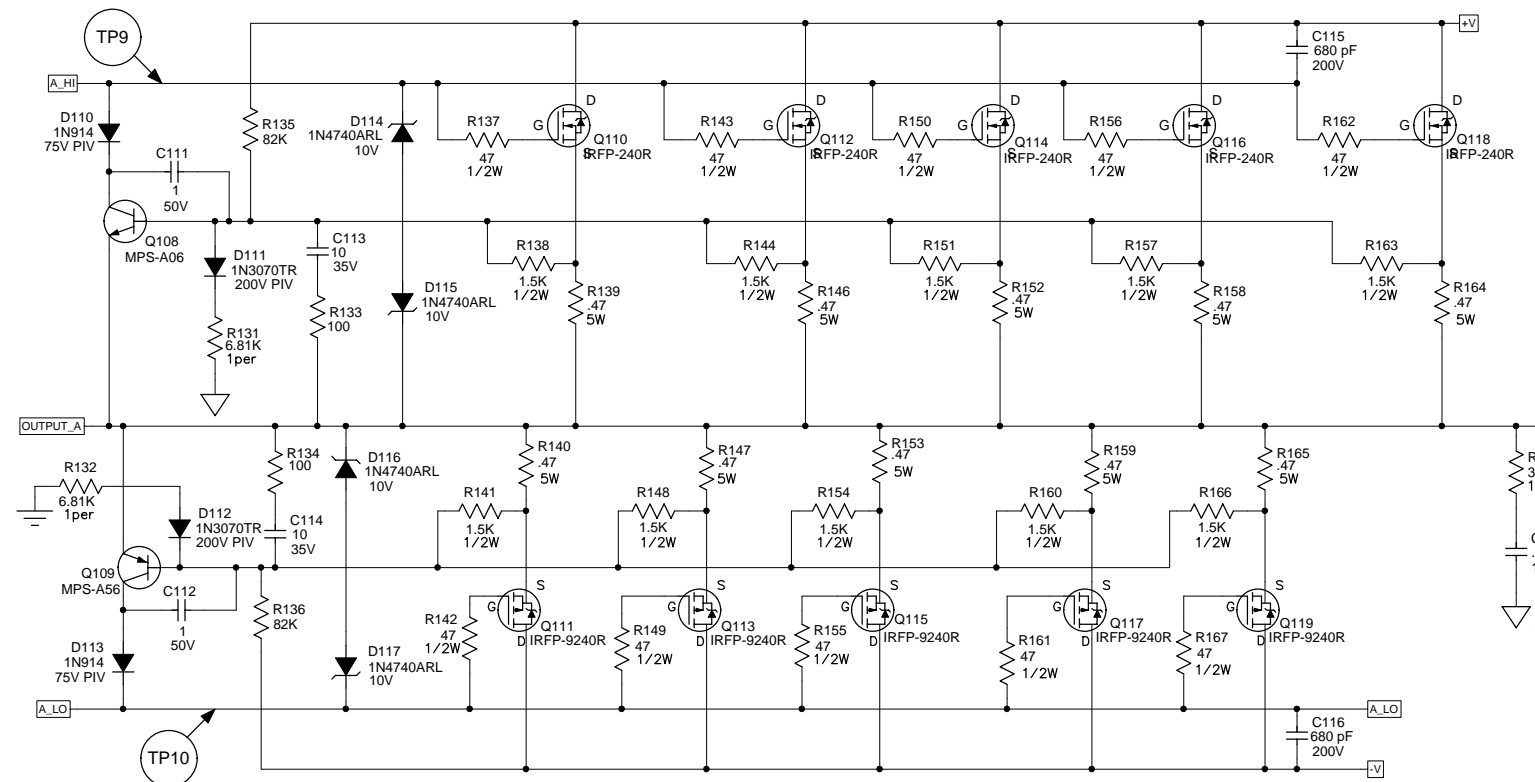 TP9
+V
C115
680 pF
200V
A_HI
D110
1N914
75V PIV
R135
82K
D114
1N4740ARL
10V
R137
47
1/2W
D
G
S
Q110
IRFP-240R
R143
47
1/2W
D
G
S
Q112
IRFP-240R
R150
47
1/2W
D
G
S
Q114
IRFP-240R
R156
47
1/2W
D
G
S
Q116
IRFP-240R
R162
47
1/2W
D
G
S
Q118
IRFP-240R
C111
1
50V
Q108
MPS-A06
D111
1N3070TR
200V PIV
C113
10
35V
R138
1.5K
1/2W
R144
1.5K
1/2W
R151
1.5K
1/2W
R157
1.5K
1/2W
R163
1.5K
1/2W
R131
6.81K
1per
R133
100
D115
1N4740ARL
10V
R139
.47
5W
R146
.47
5W
R152
.47
5W
R158
.47
5W
R164
.47
5W
OUTPUT_A
R132
6.81K
1per
R134
100
D116
1N4740ARL
10V
R140
.47
5W
R147
.47
5W
R153
.47
5W
R159
.47
5W
R165
.47
5W
D112
1N3070TR
200V PIV
C114
10
35V
R141
1.5K
1/2W
R148
1.5K
1/2W
R154
1.5K
1/2W
R160
1.5K
1/2W
R166
1.5K
1/2W
Q109
MPS-A56
C112
1
50V
R136
82K
D113
1N914
75V PIV
D117
1N4740ARL
10V
R142
47
1/2W
S
G
D
Q111
IRFP-9240R
R149
47
1/2W
S
G
D
Q113
IRFP-9240R
R155
47
1/2W
S
G
D
Q115
IRFP-9240R
R161
47
1/2W
S
G
D
Q117
IRFP-9240R
R167
47
1/2W
S
G
D
Q119
IRFP-9240R
A_LO
A_LO
TP10
C116
680 pF
200V
-V